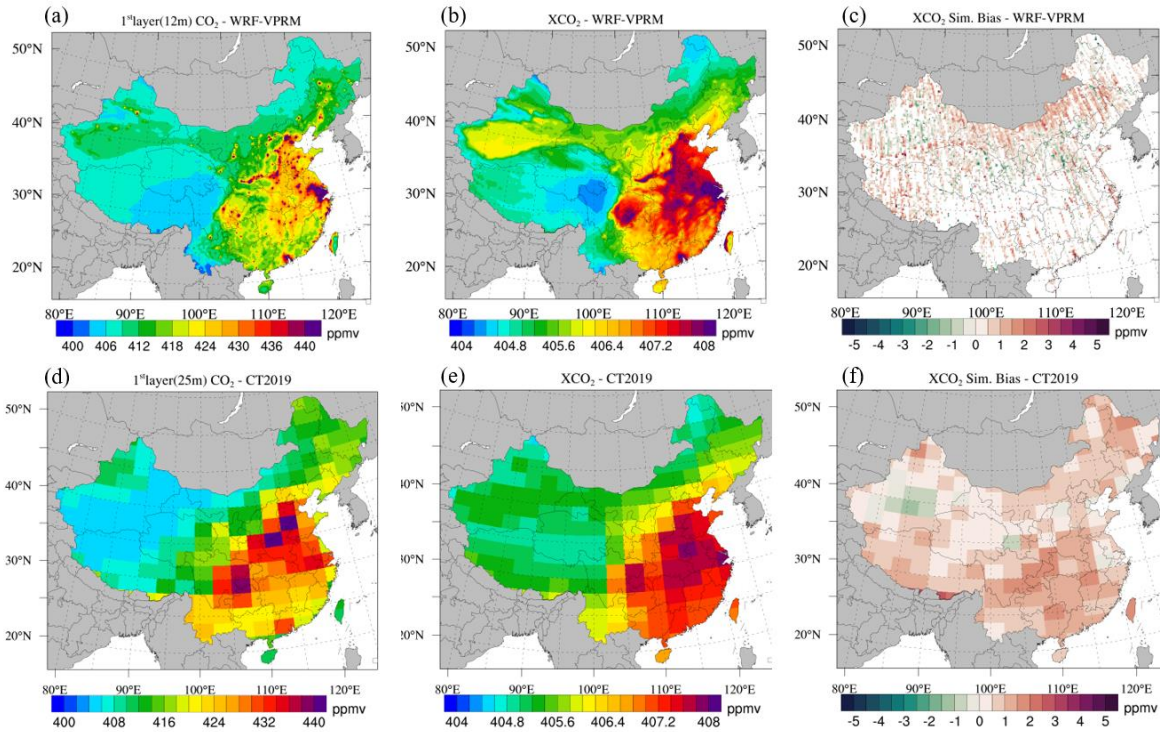 (a) 1stlayer(12m) CO2 - WRF-VPRM
50°N
40°N
30°N
20°N
80°E 90°E 100°E 110°E 120°E
400 406 412 418 424 430 436 440 ppmv
(b) XCO2 - WRF-VPRM
50°N
40°N
30°N
20°N
80°E 90°E 100°E 110°E 120°E
404 404.8 405.6 406.4 407.2 408 ppmv
(c) XCO2 Sim. Bias - WRF-VPRM
50°N
40°N
30°N
20°N
80°E 90°E 100°E 110°E 120°E
-5 -4 -3 -2 -1 0 1 2 3 4 5 ppmv
(d) 1stlayer(25m) CO2 - CT2019
50°N
40°N
30°N
20°N
80°E 90°E 100°E 110°E 120°E
400 408 416 424 432 440 ppmv
(e) XCO2 - CT2019
50°N
40°N
30°N
20°N
80°E 90°E 100°E 110°E 120°E
404 404.8 405.6 406.4 407.2 408 ppmv
(f) XCO2 Sim. Bias - CT2019
50°N
40°N
30°N
20°N
80°E 90°E 100°E 110°E 120°E
-5 -4 -3 -2 -1 0 1 2 3 4 5 ppmv